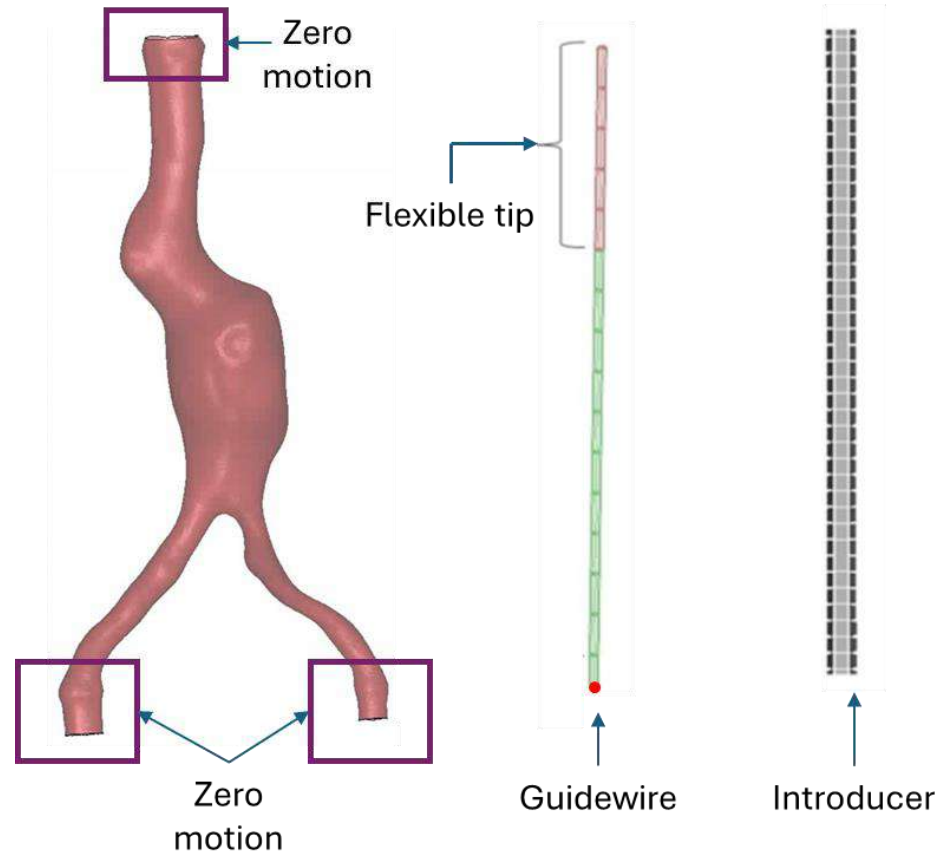 Zero
motion
Flexible tip
Zero
motion
Guidewire
Introducer